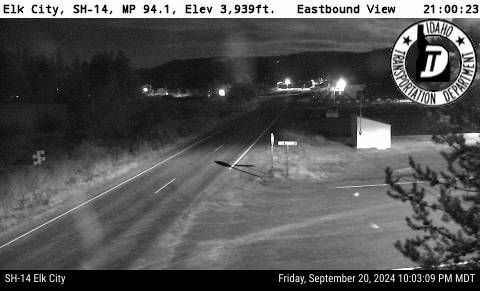 Elk City, SH-14, MP 94.1, Elev 3,939ft. Eastbound View 21:00:23
IDAHO
TRANSPORTATION DEPARTMENT
SH-14 Elk City Friday, September 20, 2024 10:03:09 PM MDT